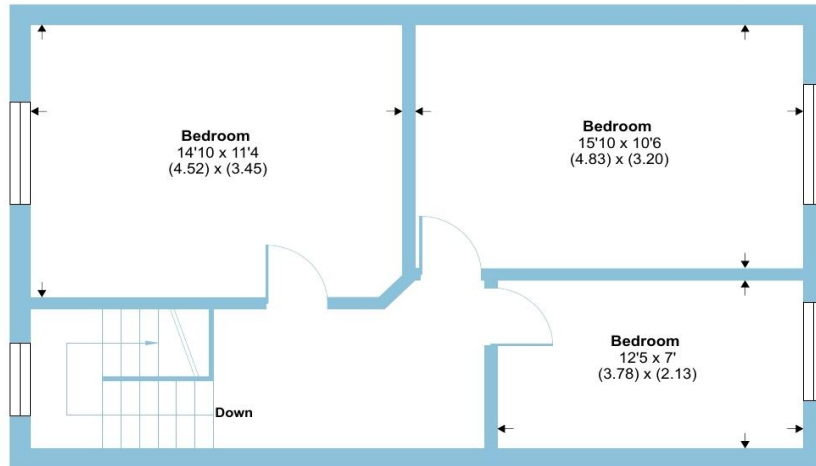 Bedroom
14'10 x 11'4
(4.52) x (3.45)
Bedroom
15'10 x 10'6
(4.83) x (3.20)
Bedroom
12'5 x 7'
(3.78) x (2.13)
Down